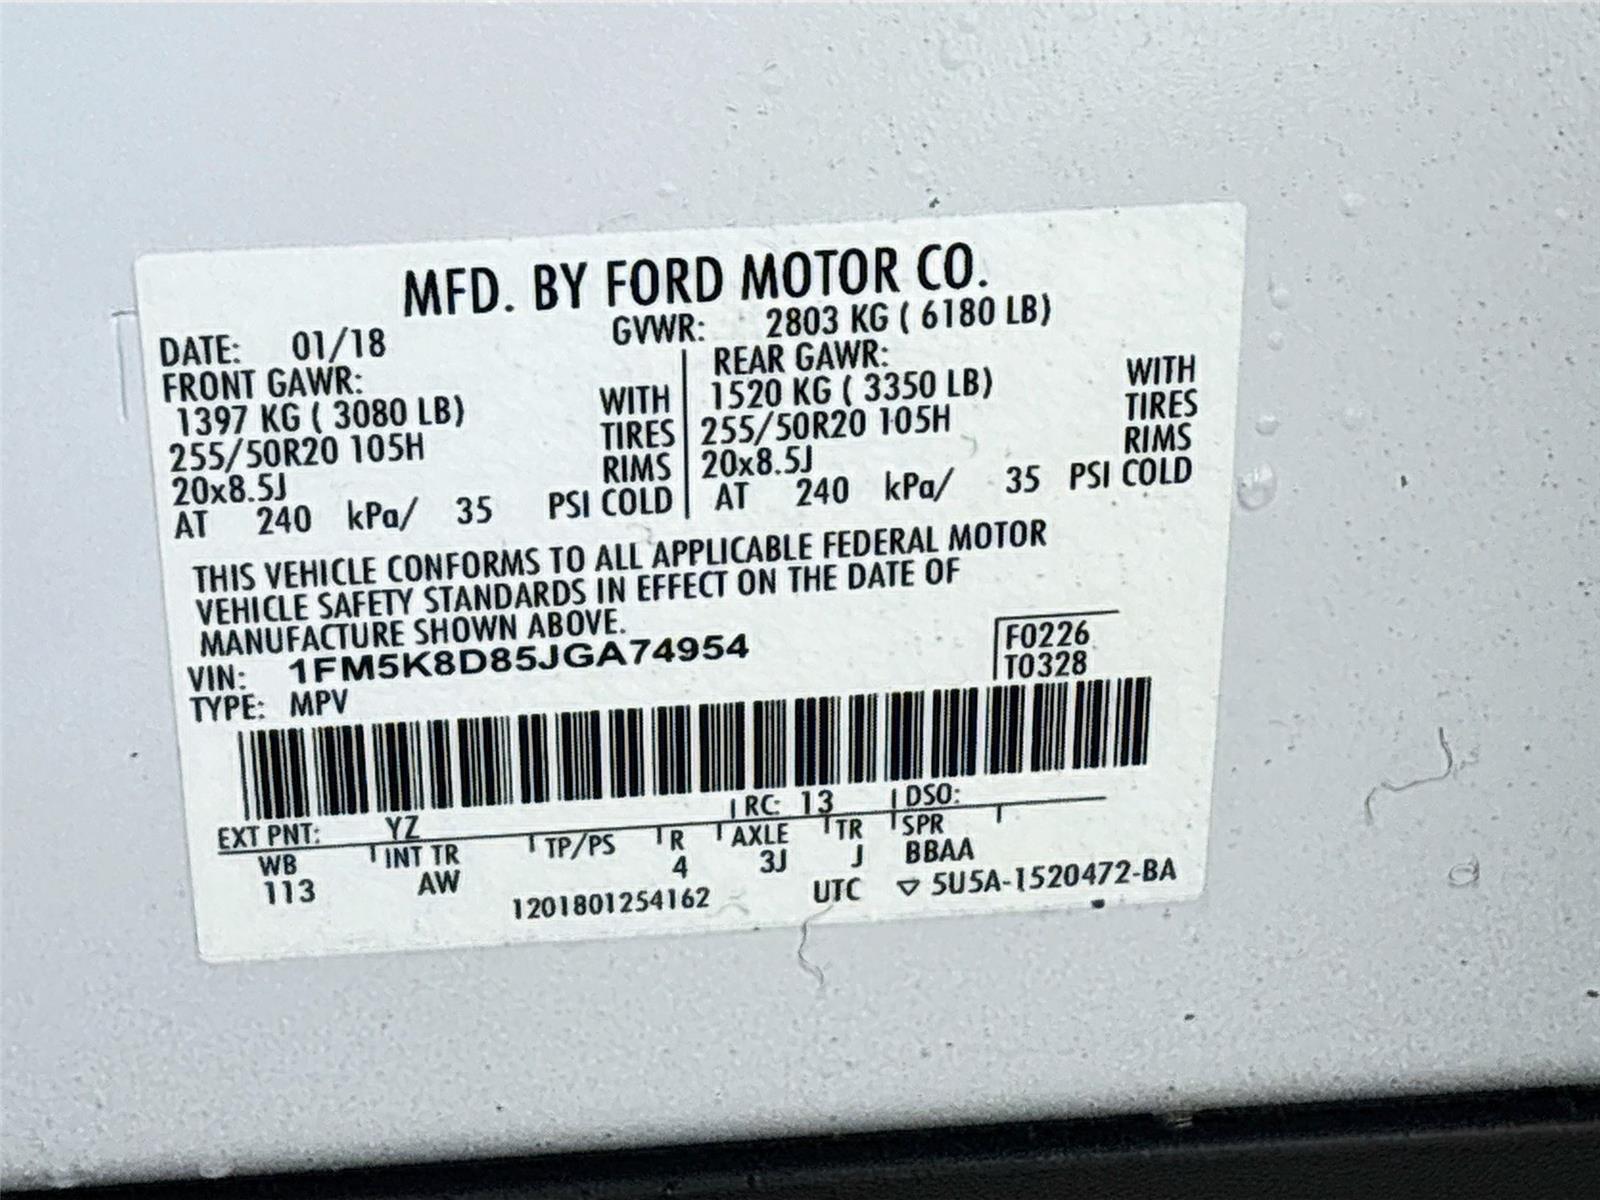 MFD. BY FORD MOTOR CO.
DATE: 01/18 GVWR: 2803 KG ( 6180 LB)
FRONT GAWR: REAR GAWR:
1397 KG ( 3080 LB) WITH 1520 KG ( 3350 LB) WITH
255/50R20 105H TIRES 255/50R20 105H TIRES
20x8.5J RIMS 20x8.5J RIMS
AT 240 kPa/ 35 PSI COLD AT 240 kPa/ 35 PSI COLD
THIS VEHICLE CONFORMS TO ALL APPLICABLE FEDERAL MOTOR
VEHICLE SAFETY STANDARDS IN EFFECT ON THE DATE OF
MANUFACTURE SHOWN ABOVE.
F0226
VIN: 1FM5K8D85JGA74954
T0328
TYPE: MPV
EXT PNT: YZ RC: 13 DSO:
WB INT TR TP/PS R AXLE TR SPR
113 AW 4 3J J BBAA
1201801254162 UTC ▽ 5U5A-1520472-BA